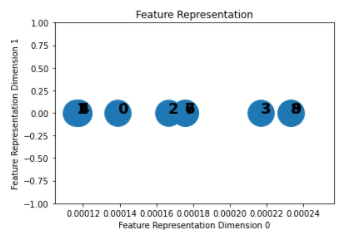 Feature Representation
1.00
0.75
0.50
0.25
0.00
−0.25
−0.50
−0.75
−1.00
Feature Representation Dimension 1
0 2 3
0.00012 0.00014 0.00016 0.00018 0.00020 0.00022 0.00024
Feature Representation Dimension 0